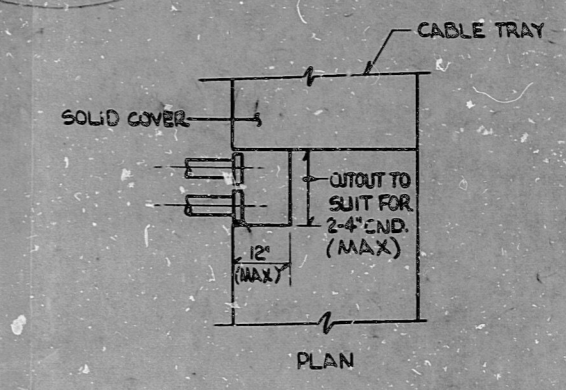 CABLE TRAY
SOLID COVER
CUTOUT TO
SUIT FOR
2-4" CND.
(MAX)
12"
(MAX)
PLAN